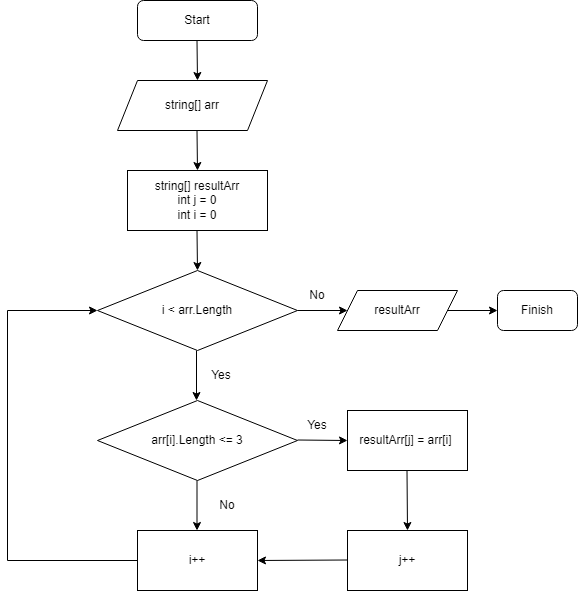 Start
string[] arr
string[] resultArr
int j = 0
int i = 0
i < arr.Length
No
resultArr
Finish
Yes
arr[i].Length <= 3
Yes
resultArr[j] = arr[i]
No
i++
j++